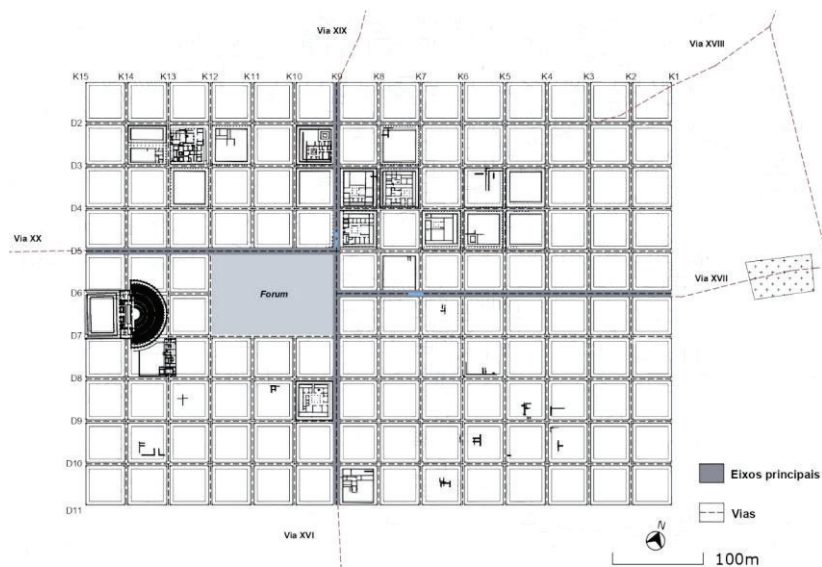 Via XIX
Via XVIII
K15 K14 K13 K12 K11 K10 K9 K8 K7 K6 K5 K4 K3 K2 K1
D2
D3
D4
Via XX
D5
D6
Forum
Via XVII
D7
D8
D9
D10
D11
Eixos principais
Vias
Via XVI
N
100m